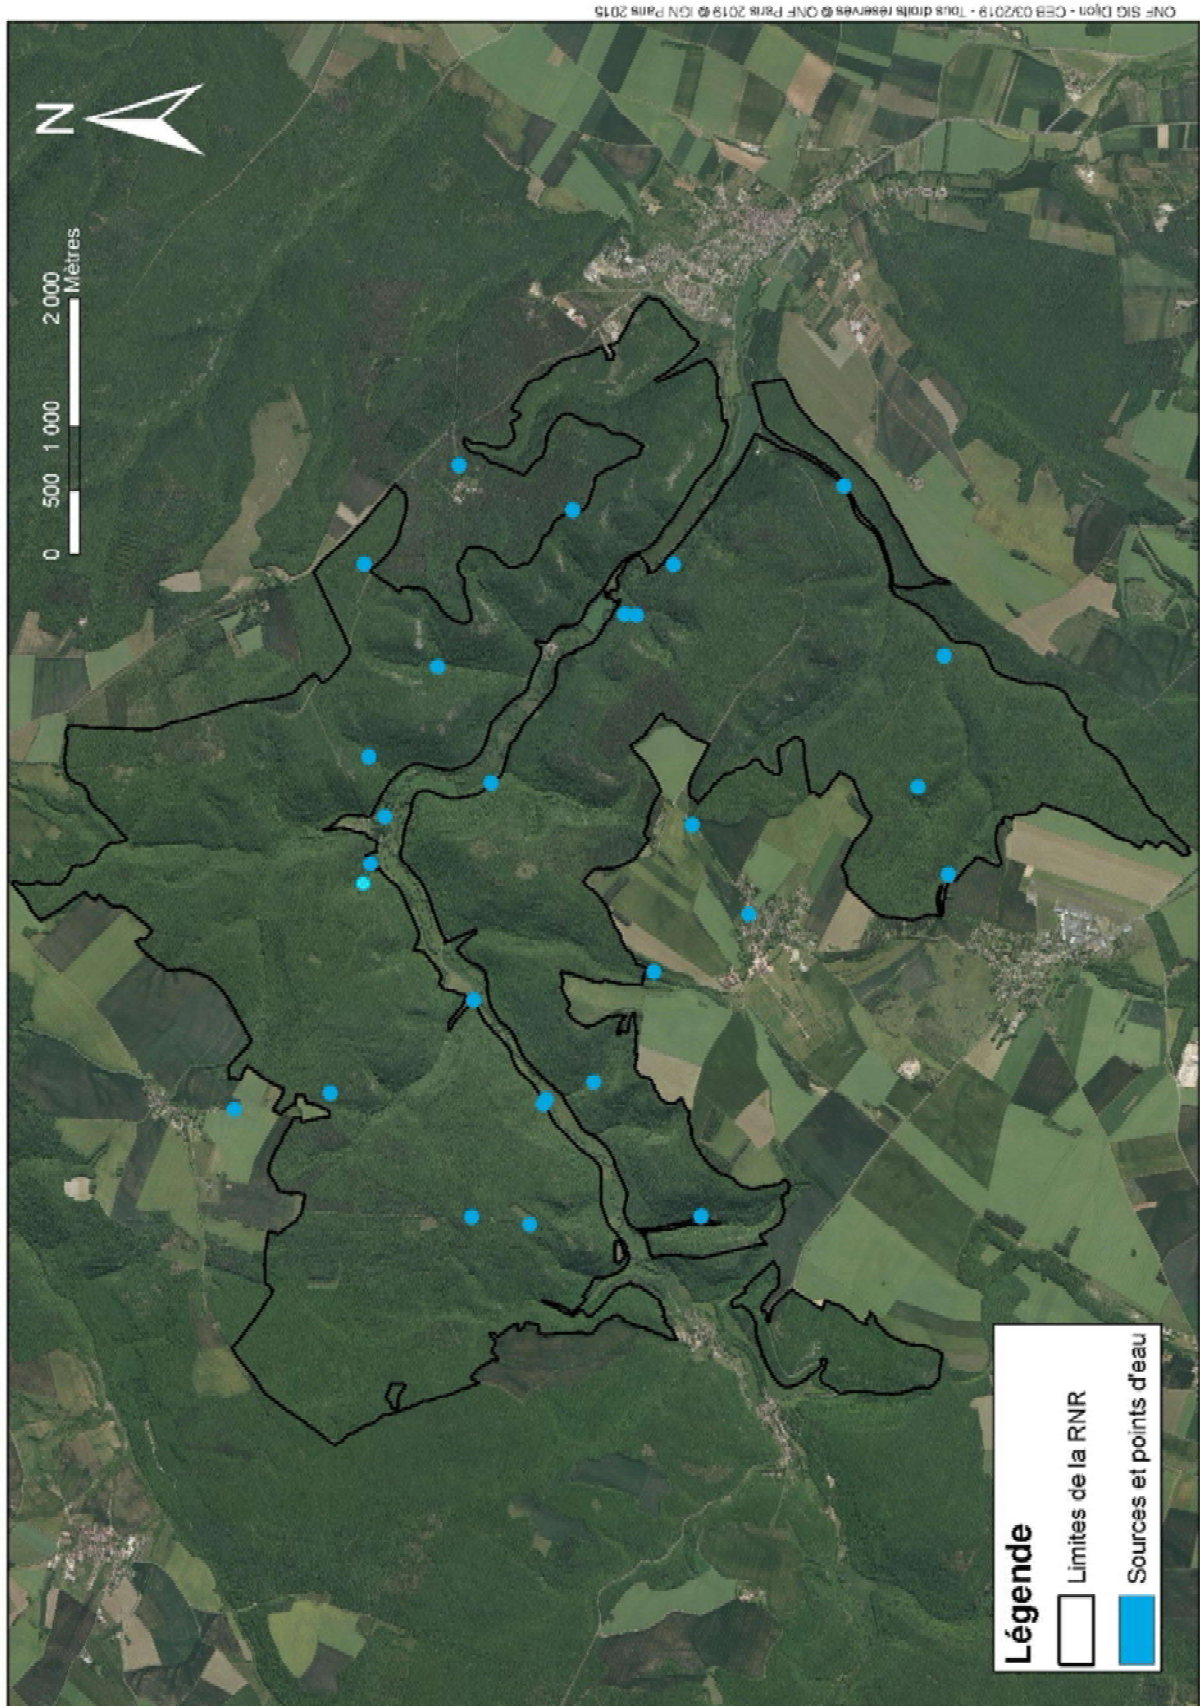 ONF SIG Dijon - CEB 03/2019 - Tous droits réservés @ ONF Paris 2019 @ IGN Paris 2015
N
0 500 1 000 2 000
Mètres
Légende
Limites de la RNR
Sources et points d'eau